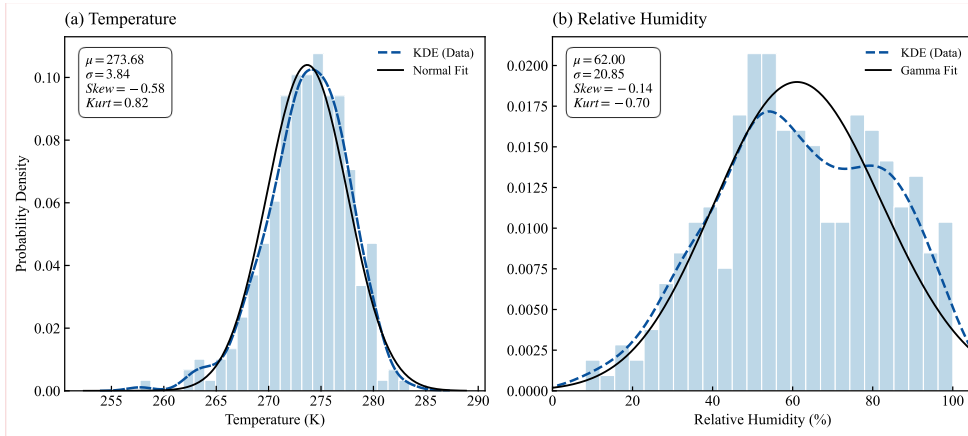 (a) Temperature
μ = 273.68
σ = 3.84
Skew = −0.58
Kurt = 0.82
KDE (Data)
Normal Fit
Probability Density
0.10
0.08
0.06
0.04
0.02
0.00
255 260 265 270 275 280 285 290
Temperature (K)
(b) Relative Humidity
μ = 62.00
σ = 20.85
Skew = −0.14
Kurt = −0.70
KDE (Data)
Gamma Fit
0.0200
0.0175
0.0150
0.0125
0.0100
0.0075
0.0050
0.0025
0.0000
0 20 40 60 80 100
Relative Humidity (%)